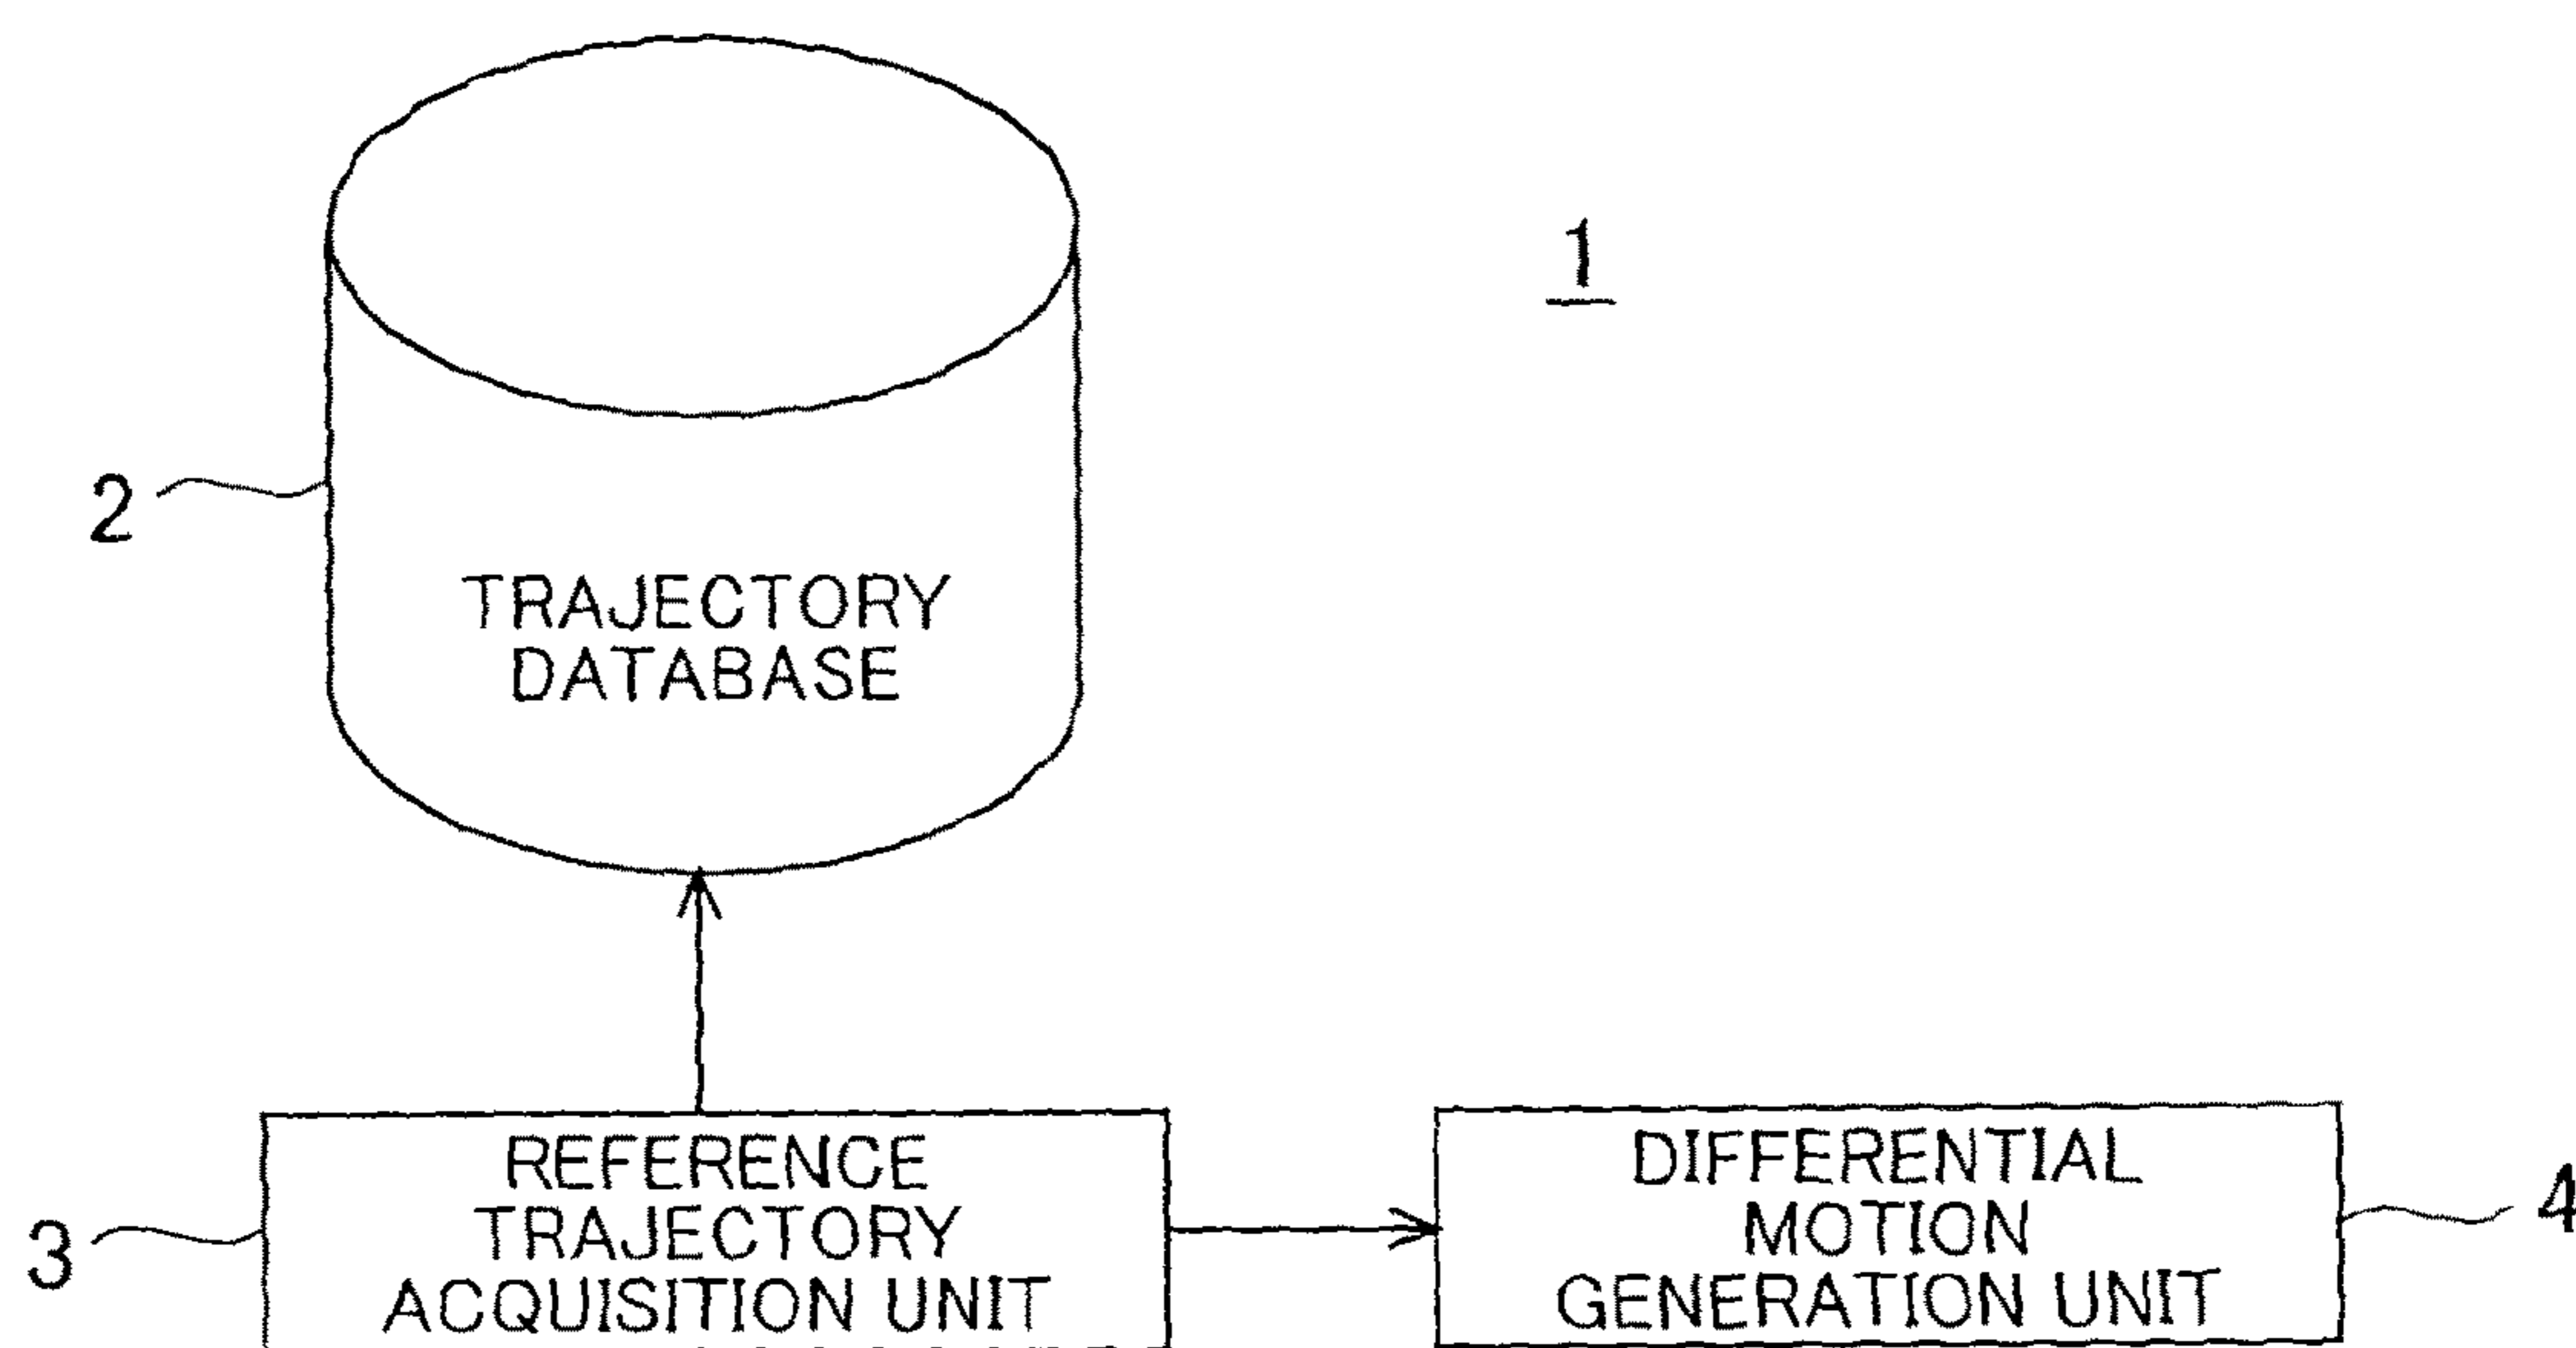 1
2
TRAJECTORY
DATABASE
3
REFERENCE
TRAJECTORY
ACQUISITION UNIT
DIFFERENTIAL
MOTION
GENERATION UNIT
4